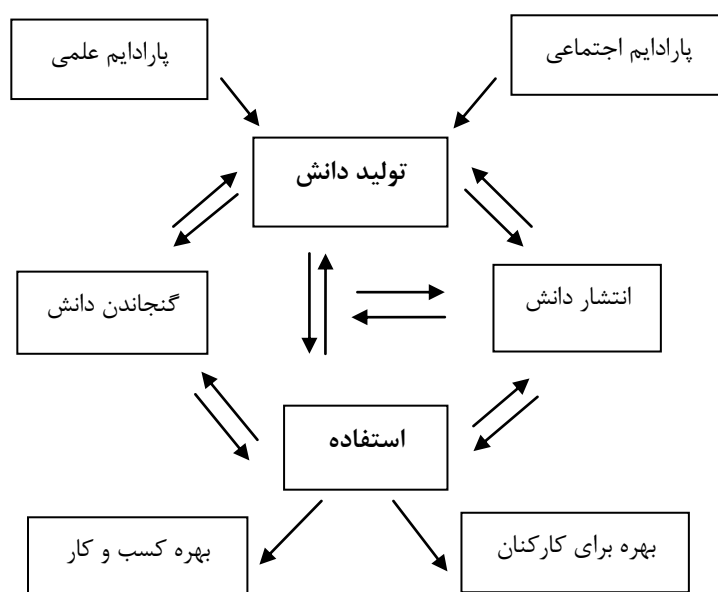 پارادایم اجتماعی
پارادایم علمی
تولید دانش
انتشار دانش
گنجاندن دانش
استفاده
بهره برای کارکنان
بهره کسب و کار